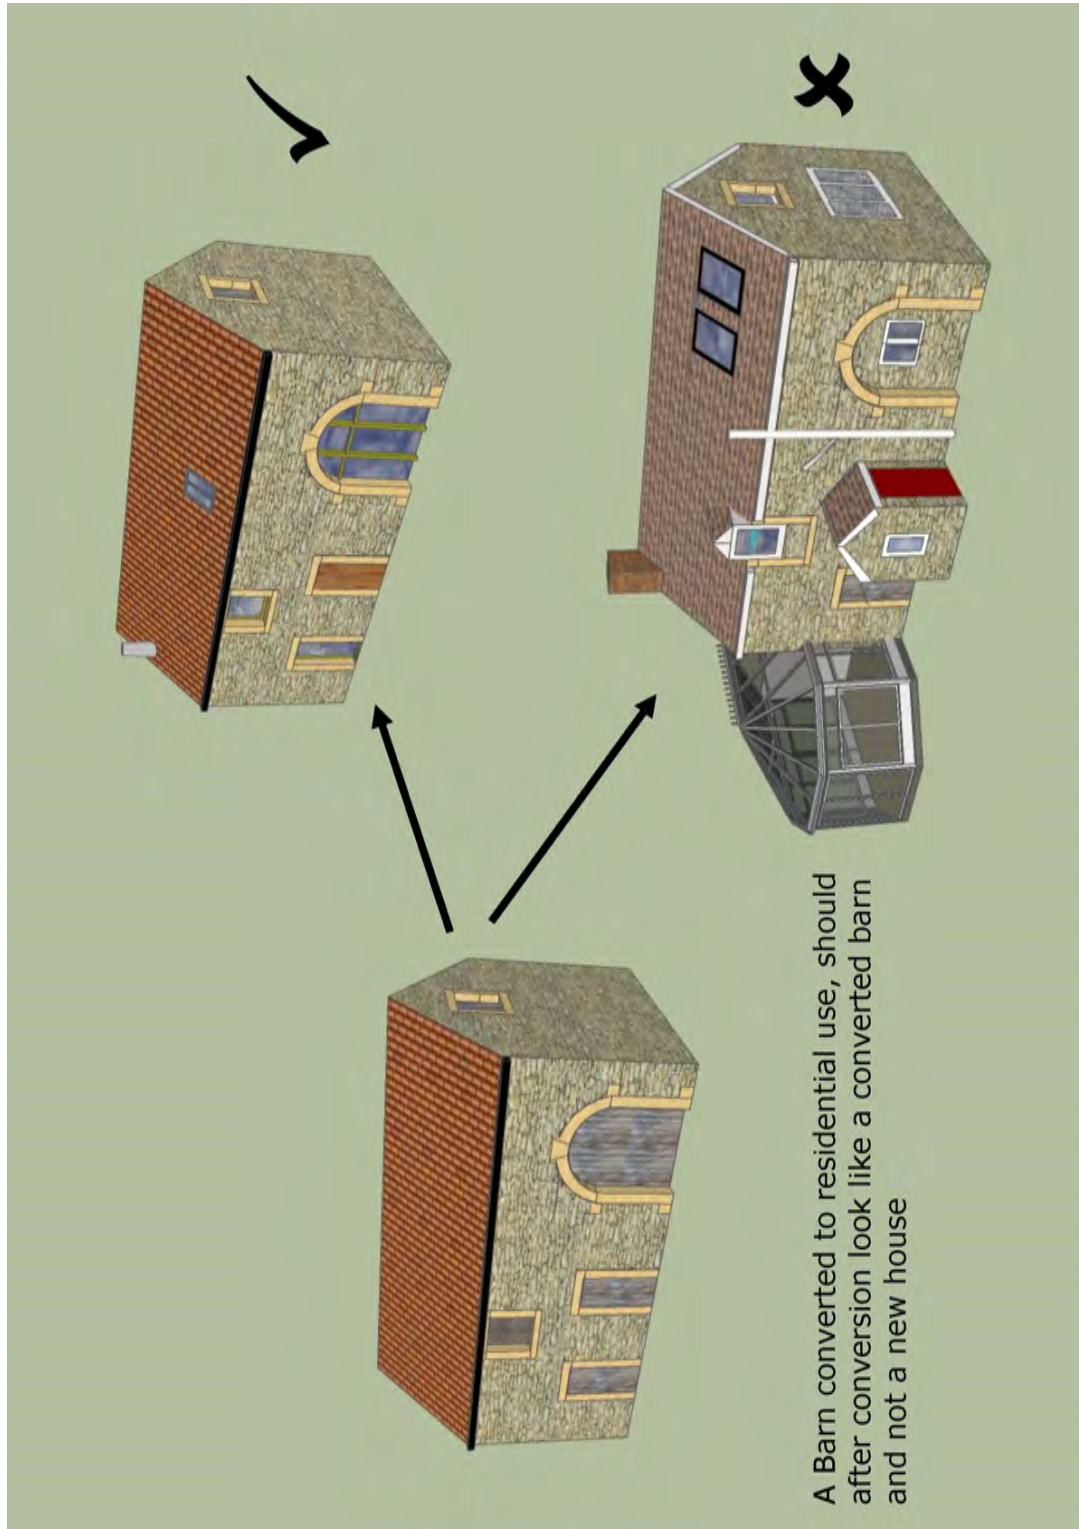 A Barn converted to residential use, should
after conversion look like a converted barn
and not a new house